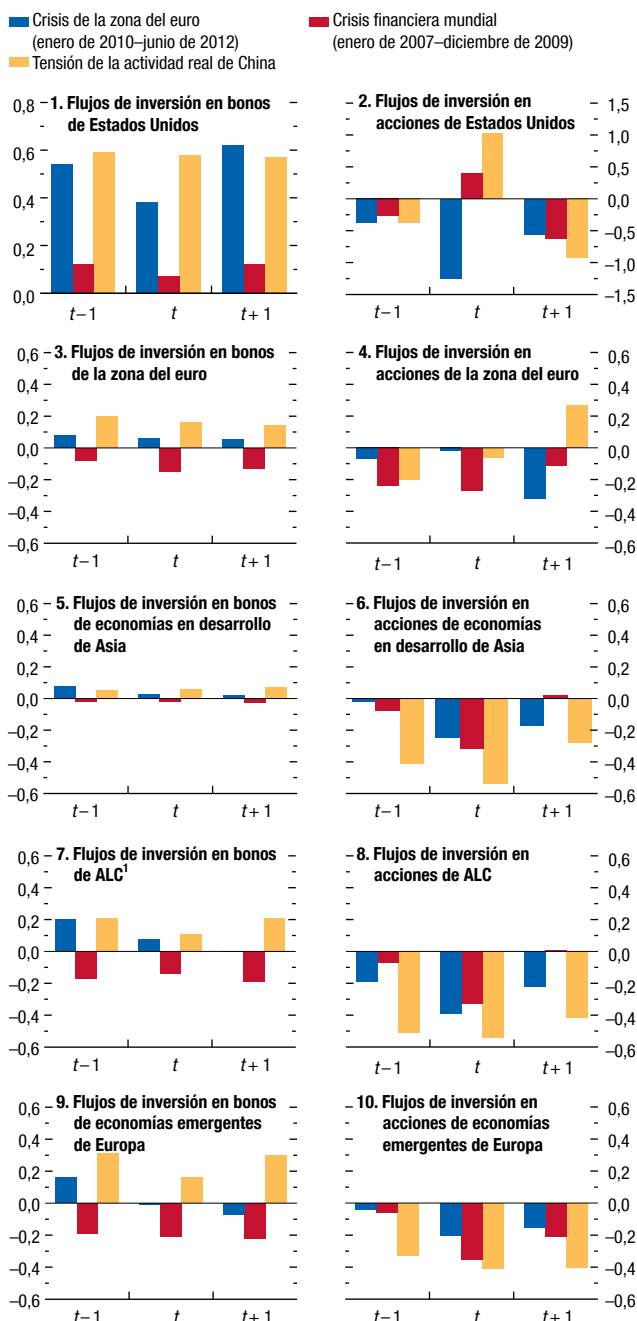 Crisis de la zona del euro
(enero de 2010–junio de 2012)
Crisis financiera mundial
(enero de 2007–diciembre de 2009)
Tensión de la actividad real de China
1. Flujos de inversión en bonos
de Estados Unidos
0,8
0,6
0,4
0,2
0,0
t–1
t
t+1
2. Flujos de inversión en
acciones de Estados Unidos
1,5
1,0
0,5
0,0
–0,5
–1,0
–1,5
t–1
t
t+1
3. Flujos de inversión en bonos
de la zona del euro
0,6
0,4
0,2
0,0
–0,2
–0,4
–0,6
t–1
t
t+1
4. Flujos de inversión en
acciones de la zona del euro
0,6
0,4
0,2
0,0
–0,2
–0,4
–0,6
t–1
t
t+1
5. Flujos de inversión en bonos
de economías en desarrollo
de Asia
0,6
0,4
0,2
0,0
–0,2
–0,4
–0,6
t–1
t
t+1
6. Flujos de inversión en
acciones de economías
en desarrollo de Asia
0,6
0,4
0,2
0,0
–0,2
–0,4
–0,6
t–1
t
t+1
7. Flujos de inversión en bonos
de ALC¹
0,6
0,4
0,2
0,0
–0,2
–0,4
–0,6
t–1
t
t+1
8. Flujos de inversión en
acciones de ALC
0,6
0,4
0,2
0,0
–0,2
–0,4
–0,6
t–1
t
t+1
9. Flujos de inversión en bonos
de economías emergentes
de Europa
0,6
0,4
0,2
0,0
–0,2
–0,4
–0,6
t–1
t
t+1
10. Flujos de inversión en
acciones de economías
emergentes de Europa
0,6
0,4
0,2
0,0
–0,2
–0,4
–0,6
t–1
t
t+1